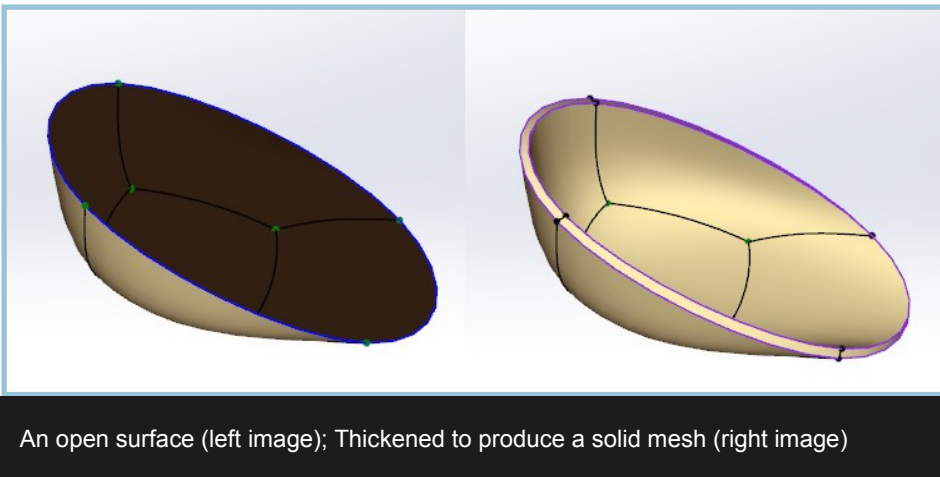 An open surface (left image); Thickened to produce a solid mesh (right image)